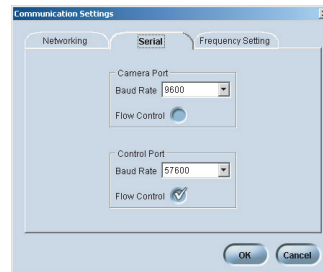 Communication Settings
Networking Serial Frequency Setting
Camera Port
Baud Rate 9600
Flow Control
Control Port
Baud Rate 57600
Flow Control
OK Cancel